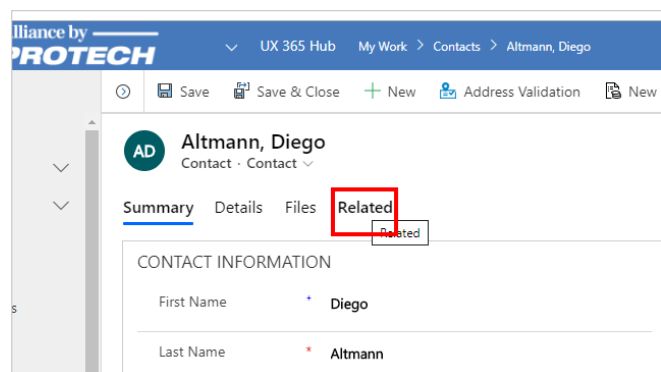 lliance by
PROTECH
UX 365 Hub My Work > Contacts > Altmann, Diego
Save Save & Close + New Address Validation New
AD
Altmann, Diego
Contact · Contact
Summary Details Files Related
Related
CONTACT INFORMATION
First Name * Diego
s
Last Name * Altmann